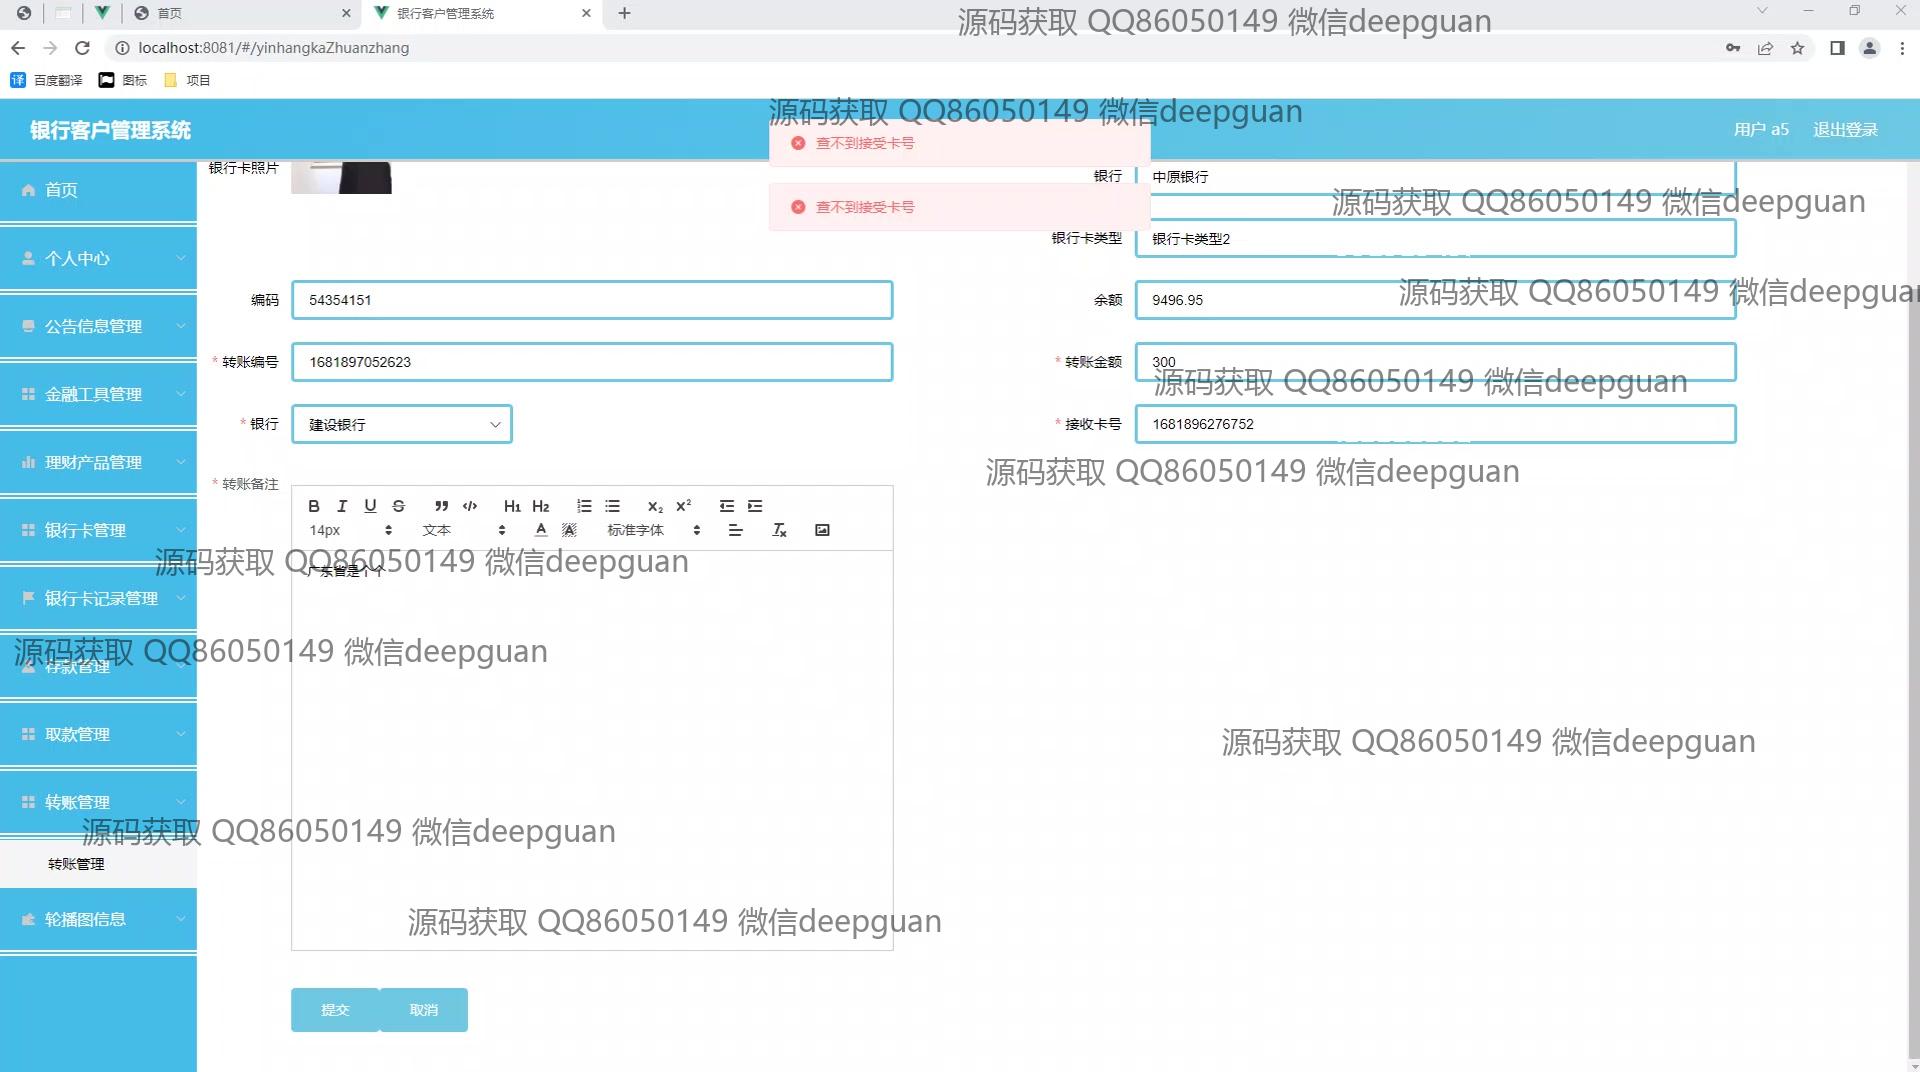 首页
银行客户管理系统
源码获取 QQ86050149 微信deepguan
localhost:8081/#/yinhangkaZhuanzhang
百度翻译
图标
项目
源码获取 QQ86050149 微信deepguan
银行客户管理系统
用户 a5
退出登录
查不到接受卡号
查不到接受卡号
首页
个人中心
公告信息管理
金融工具管理
理财产品管理
银行卡管理
银行卡记录管理
存款管理
取款管理
转账管理
转账管理
轮播图信息
银行卡照片
银行
中原银行
源码获取 QQ86050149 微信deepguan
银行卡类型
银行卡类型2
编码
54354151
余额
9496.95
源码获取 QQ86050149 微信deepguan
* 转账编号
1681897052623
* 转账金额
300
源码获取 QQ86050149 微信deepguan
* 银行
建设银行
* 接收卡号
1681896276752
源码获取 QQ86050149 微信deepguan
* 转账备注
B I U S H1 H2 x2 x2
14px 文本 A A 标准字体 Tx
广东省是个个
源码获取 QQ86050149 微信deepguan
源码获取 QQ86050149 微信deepguan
源码获取 QQ86050149 微信deepguan
源码获取 QQ86050149 微信deepguan
源码获取 QQ86050149 微信deepguan
提交
取消